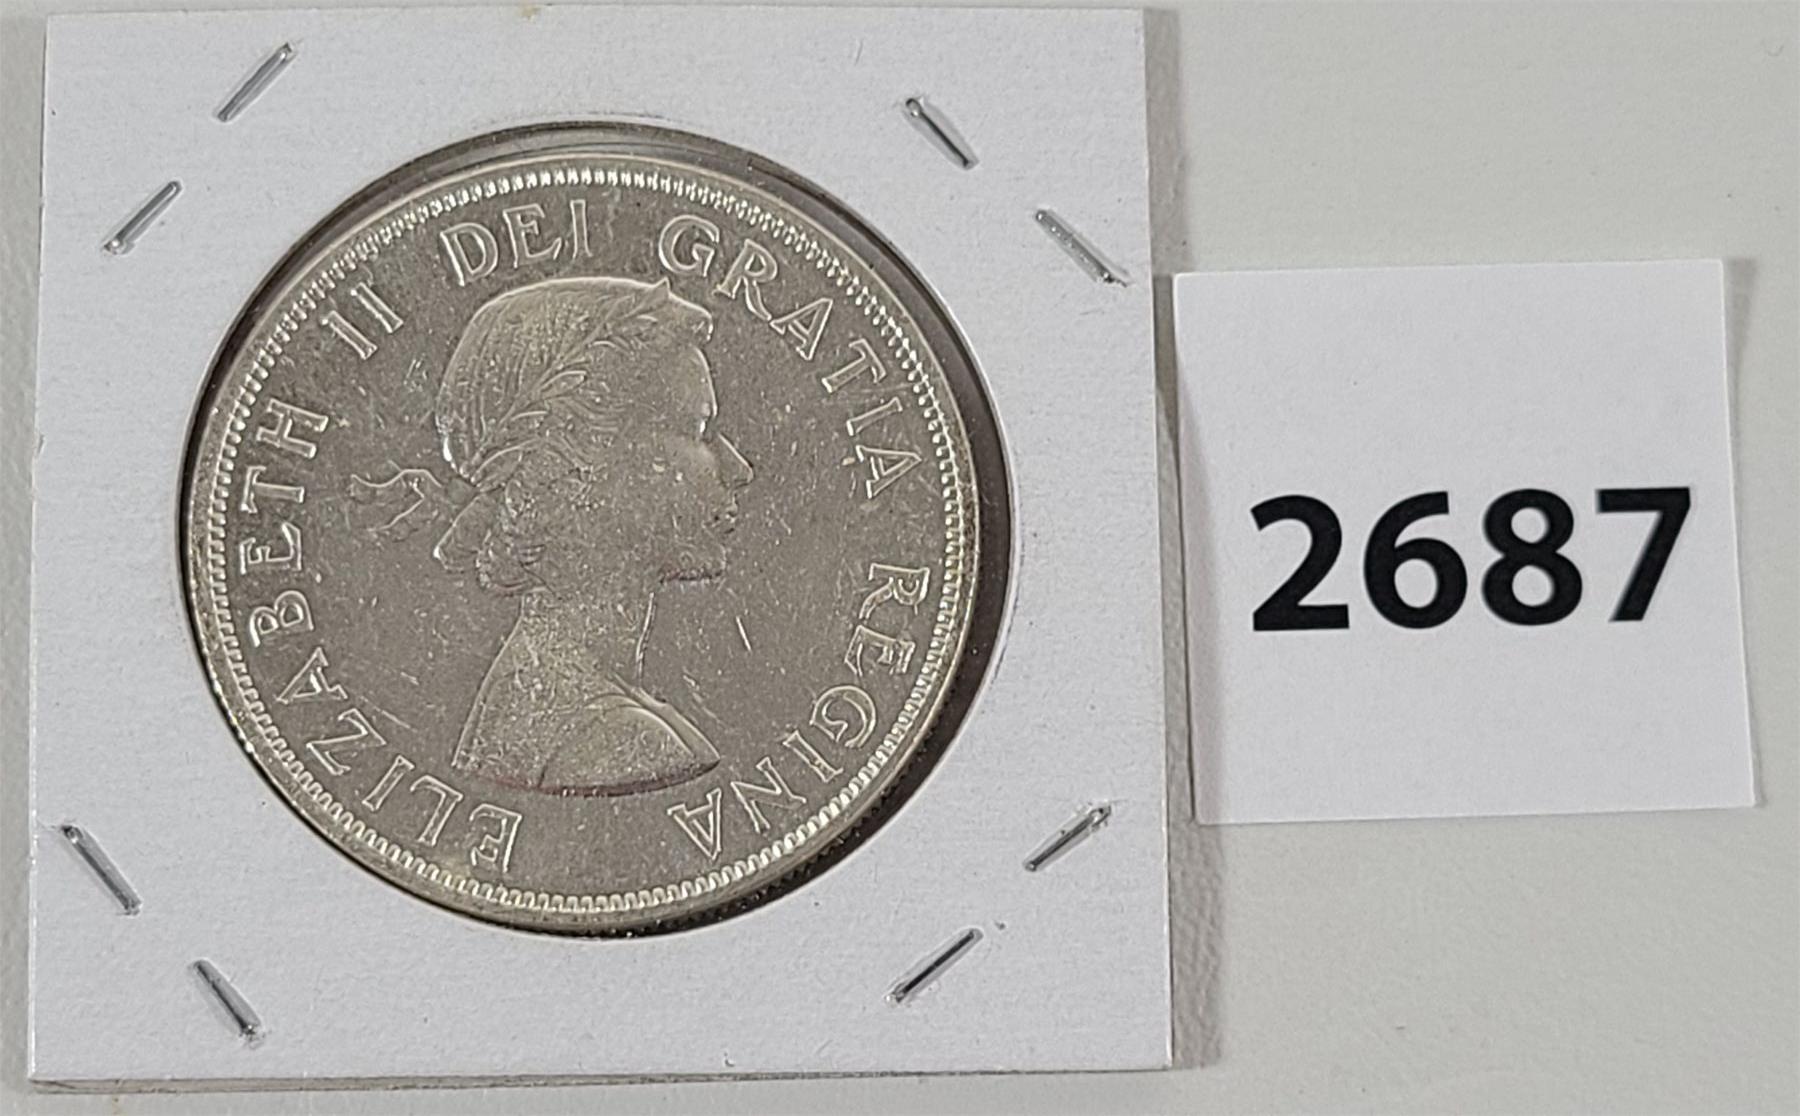 ELIZABETH II DEI GRATIA REGINA
2687